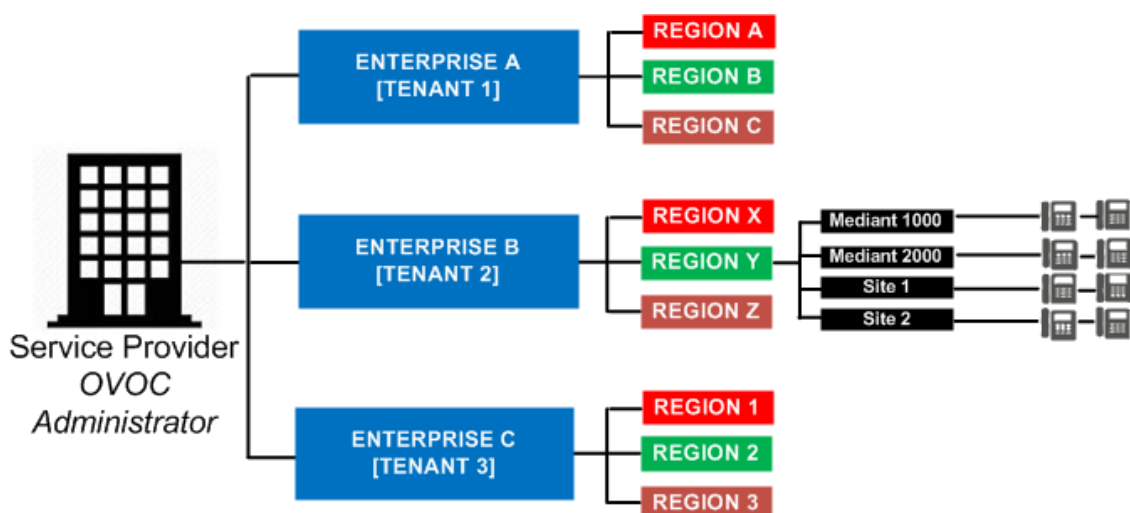 ENTERPRISE A
[TENANT 1]
REGION A
REGION B
REGION C
Service Provider
OVOC
Administrator
ENTERPRISE B
[TENANT 2]
REGION X
REGION Y
REGION Z
Mediant 1000
Mediant 2000
Site 1
Site 2
ENTERPRISE C
[TENANT 3]
REGION 1
REGION 2
REGION 3